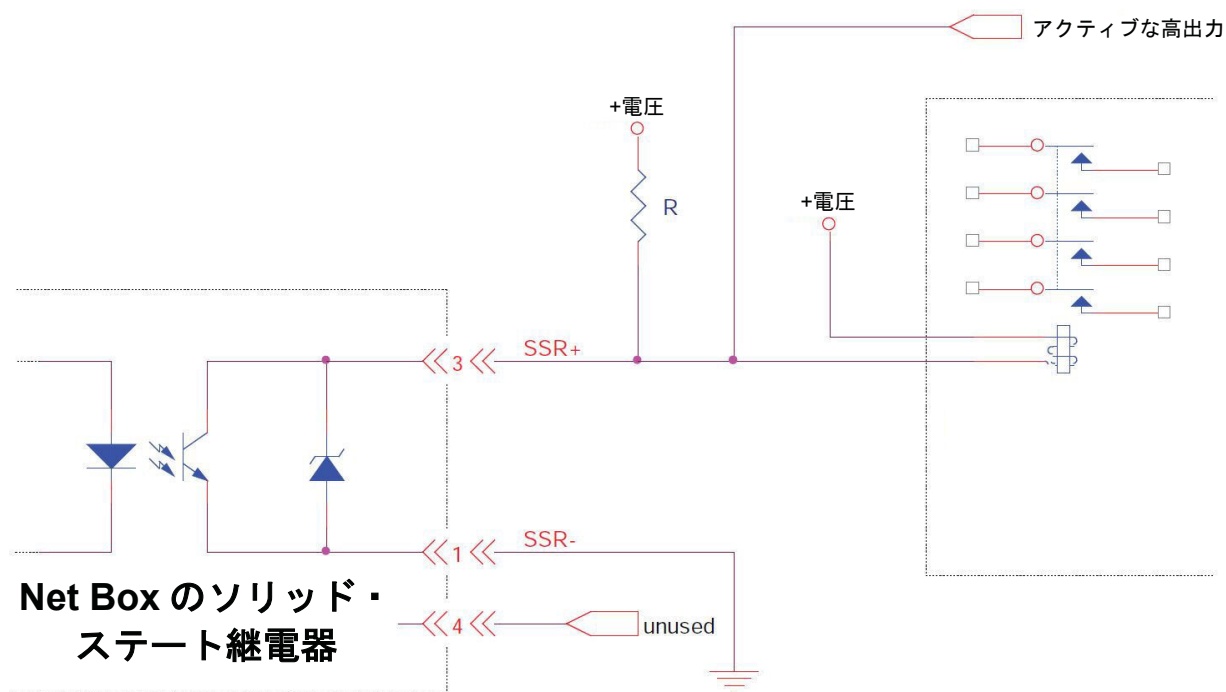 アクティブな高出力
+電圧
R
+電圧
3
SSR+
1
SSR-
Net Box のソリッド・
ステート継電器
4
unused